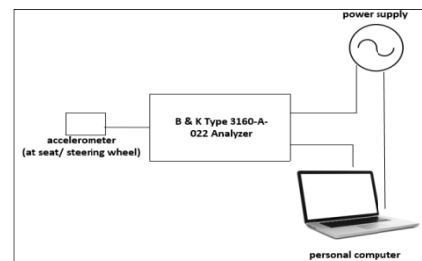 power supply
B & K Type 3160-A-
022 Analyzer
accelerometer
(at seat/ steering wheel)
personal computer